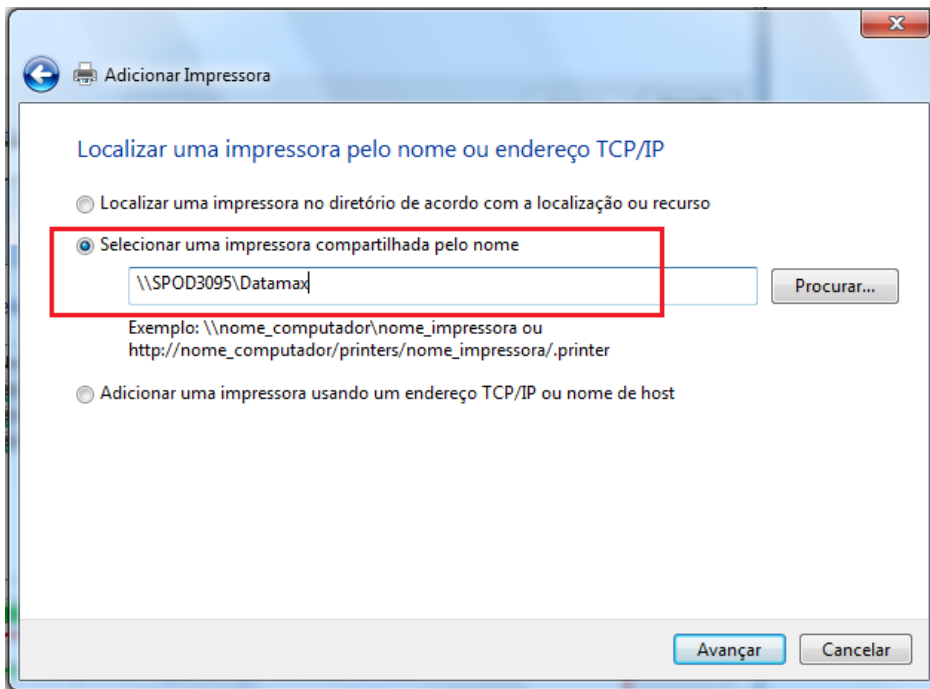 Adicionar Impressora
Localizar uma impressora pelo nome ou endereço TCP/IP
Localizar uma impressora no diretório de acordo com a localização ou recurso
Selecionar uma impressora compartilhada pelo nome
\\SPOD3095\Datamax
Procurar...
Exemplo: \\nome_computador\nome_impressora ou
http://nome_computador/printers/nome_impressora/.printer
Adicionar uma impressora usando um endereço TCP/IP ou nome de host
Avançar
Cancelar